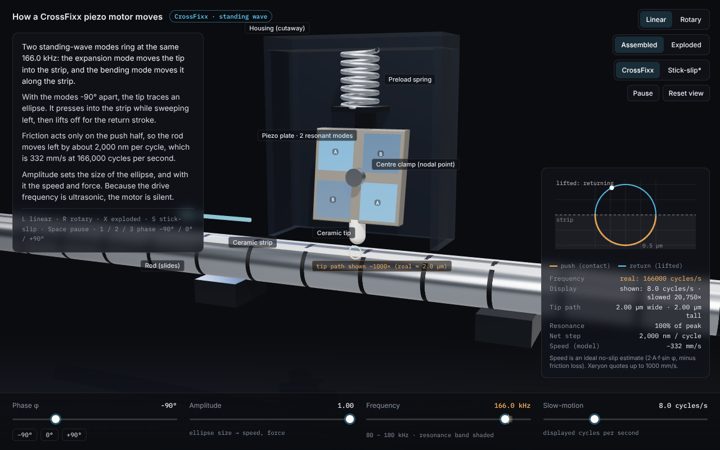 How a CrossFixx piezo motor moves
CrossFixx · standing wave
Linear
Rotary
Assembled
Exploded
CrossFixx
Stick-slip*
Pause
Reset view
Two standing-wave modes ring at the same
166.0 kHz: the expansion mode moves the tip
into the strip, and the bending mode moves it
along the strip.
With the modes -90° apart, the tip traces an
ellipse. It presses into the strip while sweeping
left, then lifts off for the return stroke.
Friction acts only on the push half, so the rod
moves left by about 2,000 nm per cycle, which
is 332 mm/s at 166,000 cycles per second.
Amplitude sets the size of the ellipse, and with
it the speed and force. Because the drive
frequency is ultrasonic, the motor is silent.
L linear · R rotary · X exploded · S stick-
slip · Space pause · 1 / 2 / 3 phase -90° / 0°
/ +90°
Housing (cutaway)
Preload spring
Piezo plate · 2 resonant modes
A
B
Centre clamp (nodal point)
B
A
Ceramic tip
Ceramic strip
Rod (slides)
tip path shown ~1000× (real ≈ 2.0 µm)
lifted: returning
strip
0.5 µm
push (contact)
return (lifted)
Frequency real: 166000 cycles/s
Display shown: 8.0 cycles/s ·
slowed 20,750×
Tip path 2.00 µm wide · 2.00 µm
tall
Resonance 100% of peak
Net step 2,000 nm / cycle
Speed (model) -332 mm/s
Speed is an ideal no-slip estimate (2·A·f·sin φ, minus
friction loss). Xeryon quotes up to 1000 mm/s.
Phase φ -90°
-90° 0° +90°
Amplitude 1.00
ellipse size → speed, force
Frequency 166.0 kHz
80 – 180 kHz · resonance band shaded
Slow-motion 8.0 cycles/s
displayed cycles per second